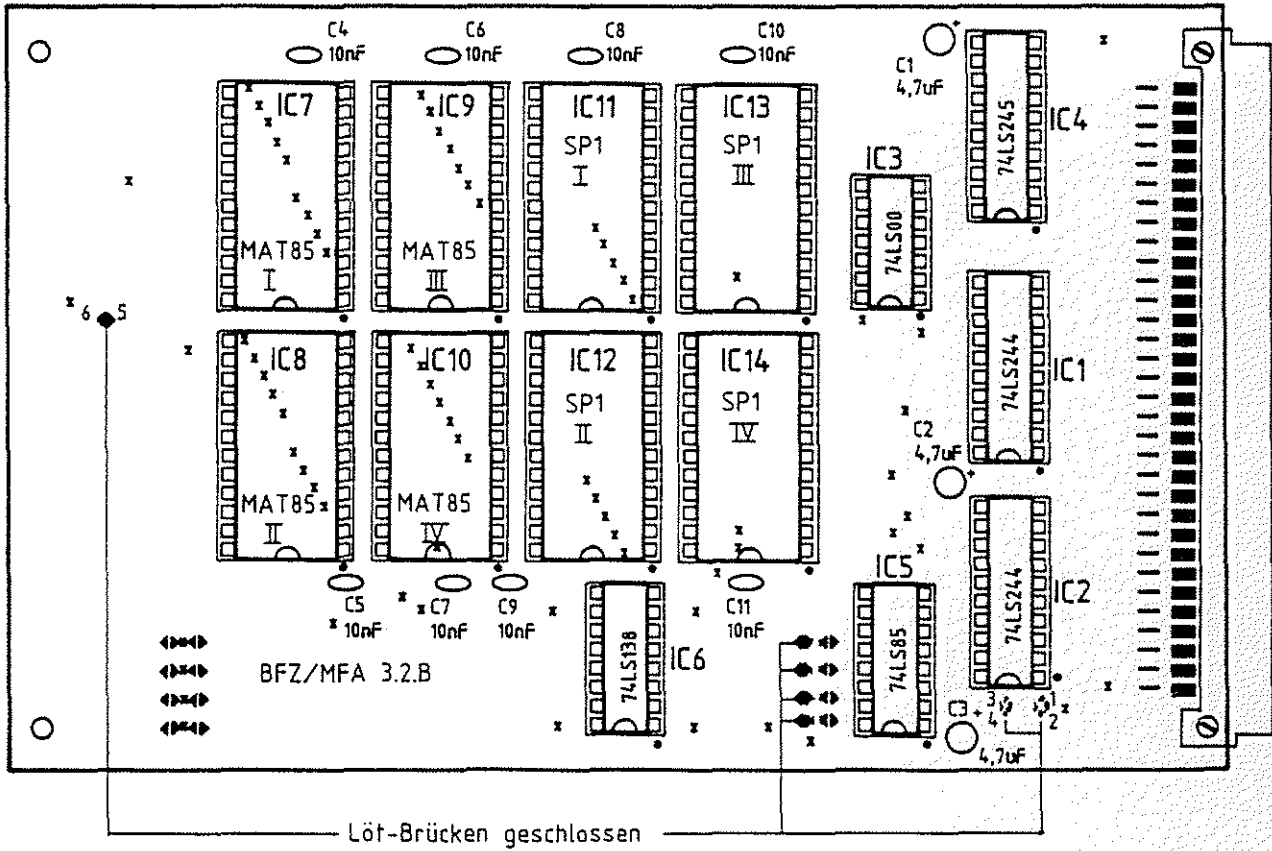 C4
10nF
C6
10nF
C8
10nF
C10
10nF
C1
4,7uF
IC7
MAT85
I
IC9
MAT85
III
IC11
SP1
I
IC13
SP1
III
IC3
74LS00
74LS245
IC4
6 5
IC8
MAT85
II
IC10
MAT85
IV
IC12
SP1
II
IC14
SP1
IV
C2
4,7uF
74LS244
IC1
C5
10nF
C7
10nF
C9
10nF
74LS138
IC6
C11
10nF
IC5
74LS85
74LS244
IC2
BFZ/MFA 3.2.B
C3
4,7uF
3
4
1
2
Löt-Brücken geschlossen